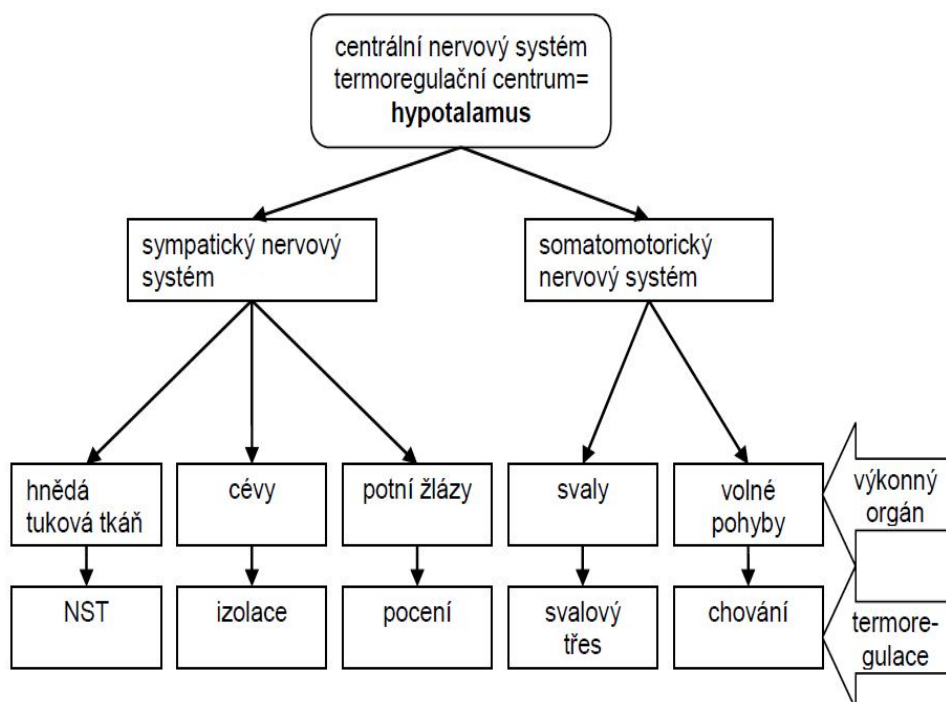 centrální nervový systém
termoregulační centrum=
hypotalamus
sympatický nervový
systém
somatomotorický
nervový systém
hnědá
tuková tkáň
cévy
potní žlázy
svaly
volné
pohyby
výkonný
orgán
NST
izolace
pocení
svalový
třes
chování
termore-
gulace